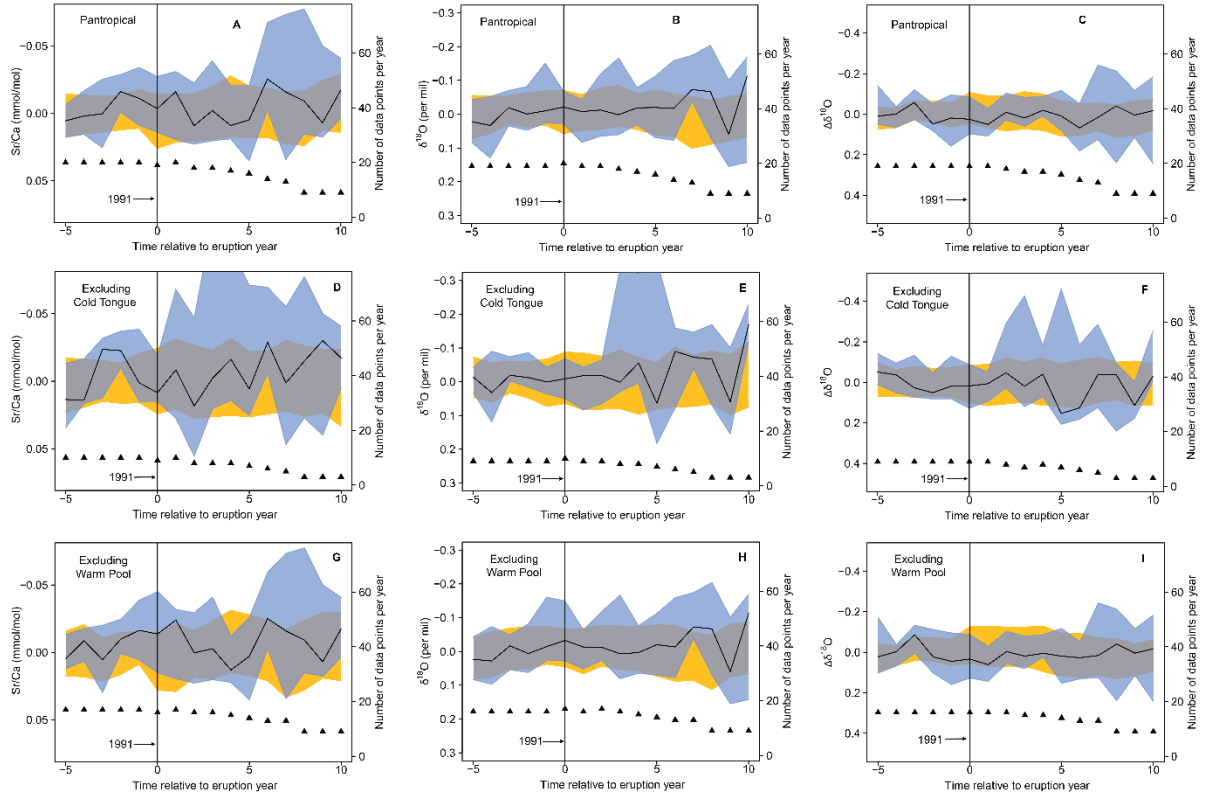 Pantropical
A
Sr/Ca (mmol/mol)
−0.05
0.00
0.05
60
40
20
0
Number of data points per year
1991
−5
0
5
10
Time relative to eruption year
Pantropical
B
δ18O (per mil)
−0.3
−0.2
−0.1
0.0
0.1
0.2
0.3
60
40
20
0
Number of data points per year
1991
−5
0
5
10
Time relative to eruption year
Pantropical
C
Δδ18O
−0.4
−0.2
0.0
0.2
0.4
60
40
20
0
Number of data points per year
1991
−5
0
5
10
Time relative to eruption year
Excluding
Cold Tongue
D
Sr/Ca (mmol/mol)
−0.05
0.00
0.05
60
40
20
0
Number of data points per year
1991
−5
0
5
10
Time relative to eruption year
Excluding
Cold Tongue
E
δ18O (per mil)
−0.3
−0.2
−0.1
0.0
0.1
0.2
0.3
60
40
20
0
Number of data points per year
1991
−5
0
5
10
Time relative to eruption year
Excluding
Cold Tongue
F
Δδ18O
−0.4
−0.2
0.0
0.2
0.4
60
40
20
0
Number of data points per year
1991
−5
0
5
10
Time relative to eruption year
Excluding
Warm Pool
G
Sr/Ca (mmol/mol)
−0.05
0.00
0.05
60
40
20
0
Number of data points per year
1991
−5
0
5
10
Time relative to eruption year
Excluding
Warm Pool
H
δ18O (per mil)
−0.3
−0.2
−0.1
0.0
0.1
0.2
0.3
60
40
20
0
Number of data points per year
1991
−5
0
5
10
Time relative to eruption year
Excluding
Warm Pool
I
Δδ18O
−0.4
−0.2
0.0
0.2
0.4
60
40
20
0
Number of data points per year
1991
−5
0
5
10
Time relative to eruption year